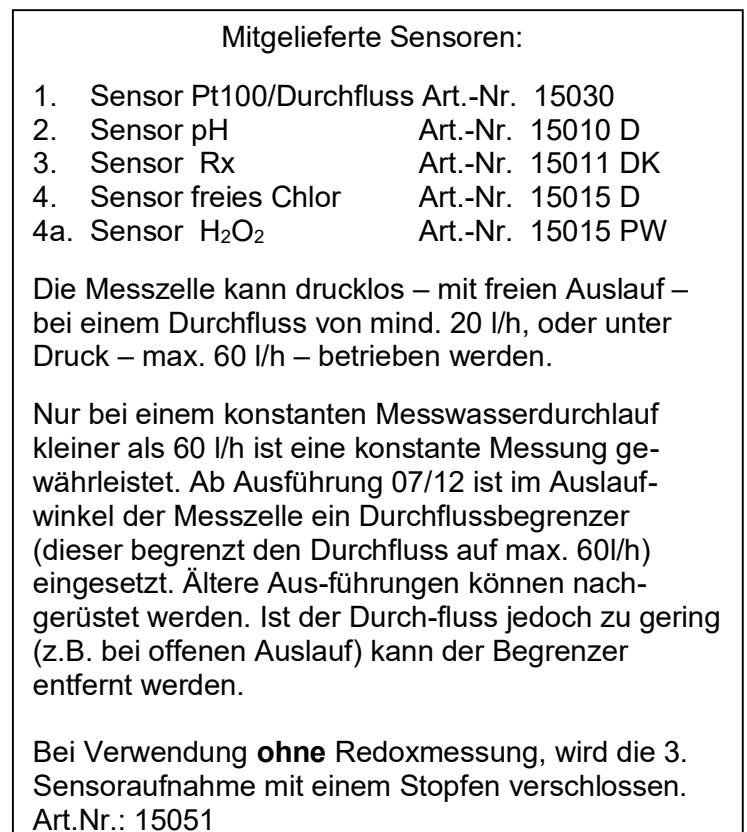 Mitgelieferte Sensoren:
1. Sensor Pt100/Durchfluss Art.-Nr. 15030
2. Sensor pH Art.-Nr. 15010 D
3. Sensor Rx Art.-Nr. 15011 DK
4. Sensor freies Chlor Art.-Nr. 15015 D
4a. Sensor H₂O₂ Art.-Nr. 15015 PW
Die Messzelle kann drucklos – mit freien Auslauf –
bei einem Durchfluss von mind. 20 l/h, oder unter
Druck – max. 60 l/h – betrieben werden.
Nur bei einem konstanten Messwasserdurchlauf
kleiner als 60 l/h ist eine konstante Messung ge-
währleistet. Ab Ausführung 07/12 ist im Auslauf-
winkel der Messzelle ein Durchflussbegrenzer
(dieser begrenzt den Durchfluss auf max. 60l/h)
eingesetzt. Ältere Aus-führungen können nach-
gerüstet werden. Ist der Durch-fluss jedoch zu gering
(z.B. bei offenen Auslauf) kann der Begrenzer
entfernt werden.
Bei Verwendung ohne Redoxmessung, wird die 3.
Sensoraufnahme mit einem Stopfen verschlossen.
Art.Nr.: 15051